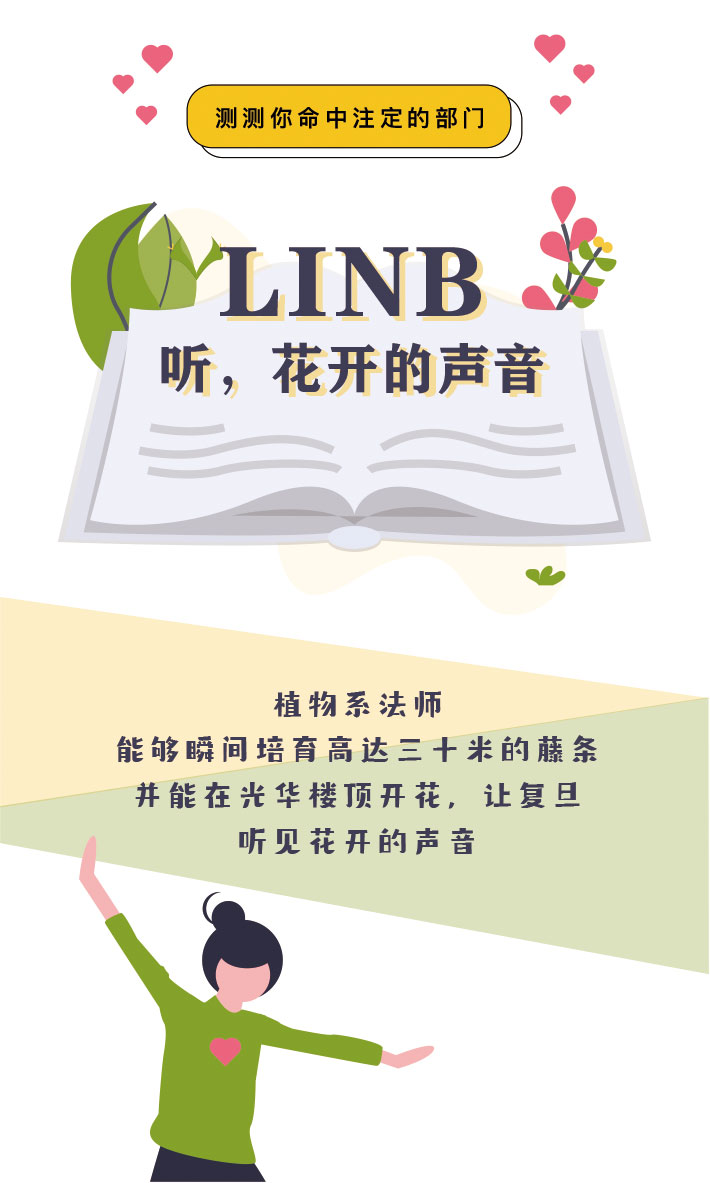 测测你命中注定的部门
LINB
听，花开的声音
植物系法师
能够瞬间培育高达三十米的藤条
并能在光华楼顶开花，让复旦
听见花开的声音